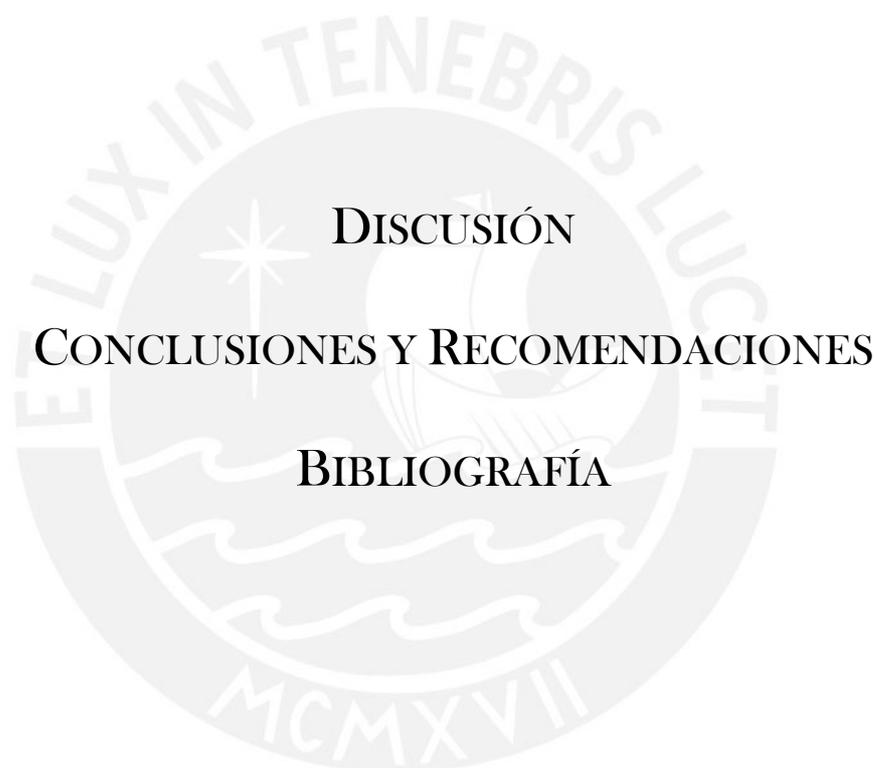 ET LUX IN TENEBRIS LUCET
DISCUSIÓN
CONCLUSIONES Y RECOMENDACIONES
BIBLIOGRAFÍA
MCMXVII